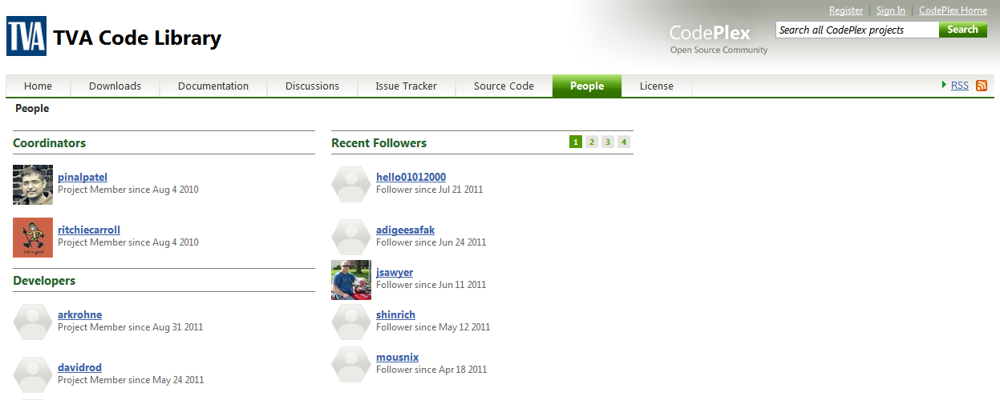 Register | Sign In | CodePlex Home
TVA
TVA Code Library
CodePlex
Open Source Community
Search all CodePlex projects
Search
Home
Downloads
Documentation
Discussions
Issue Tracker
Source Code
People
License
RSS
People
Coordinators
pinalpatel
Project Member since Aug 4 2010
ritchiecarroll
Project Member since Aug 4 2010
Developers
arkrohne
Project Member since Aug 31 2011
davidrod
Project Member since May 24 2011
Recent Followers
1 2 3 4
hello01012000
Follower since Jul 21 2011
adigeesafak
Follower since Jun 24 2011
jsawyer
Follower since Jun 11 2011
shinrich
Follower since May 12 2011
mousnix
Follower since Apr 18 2011